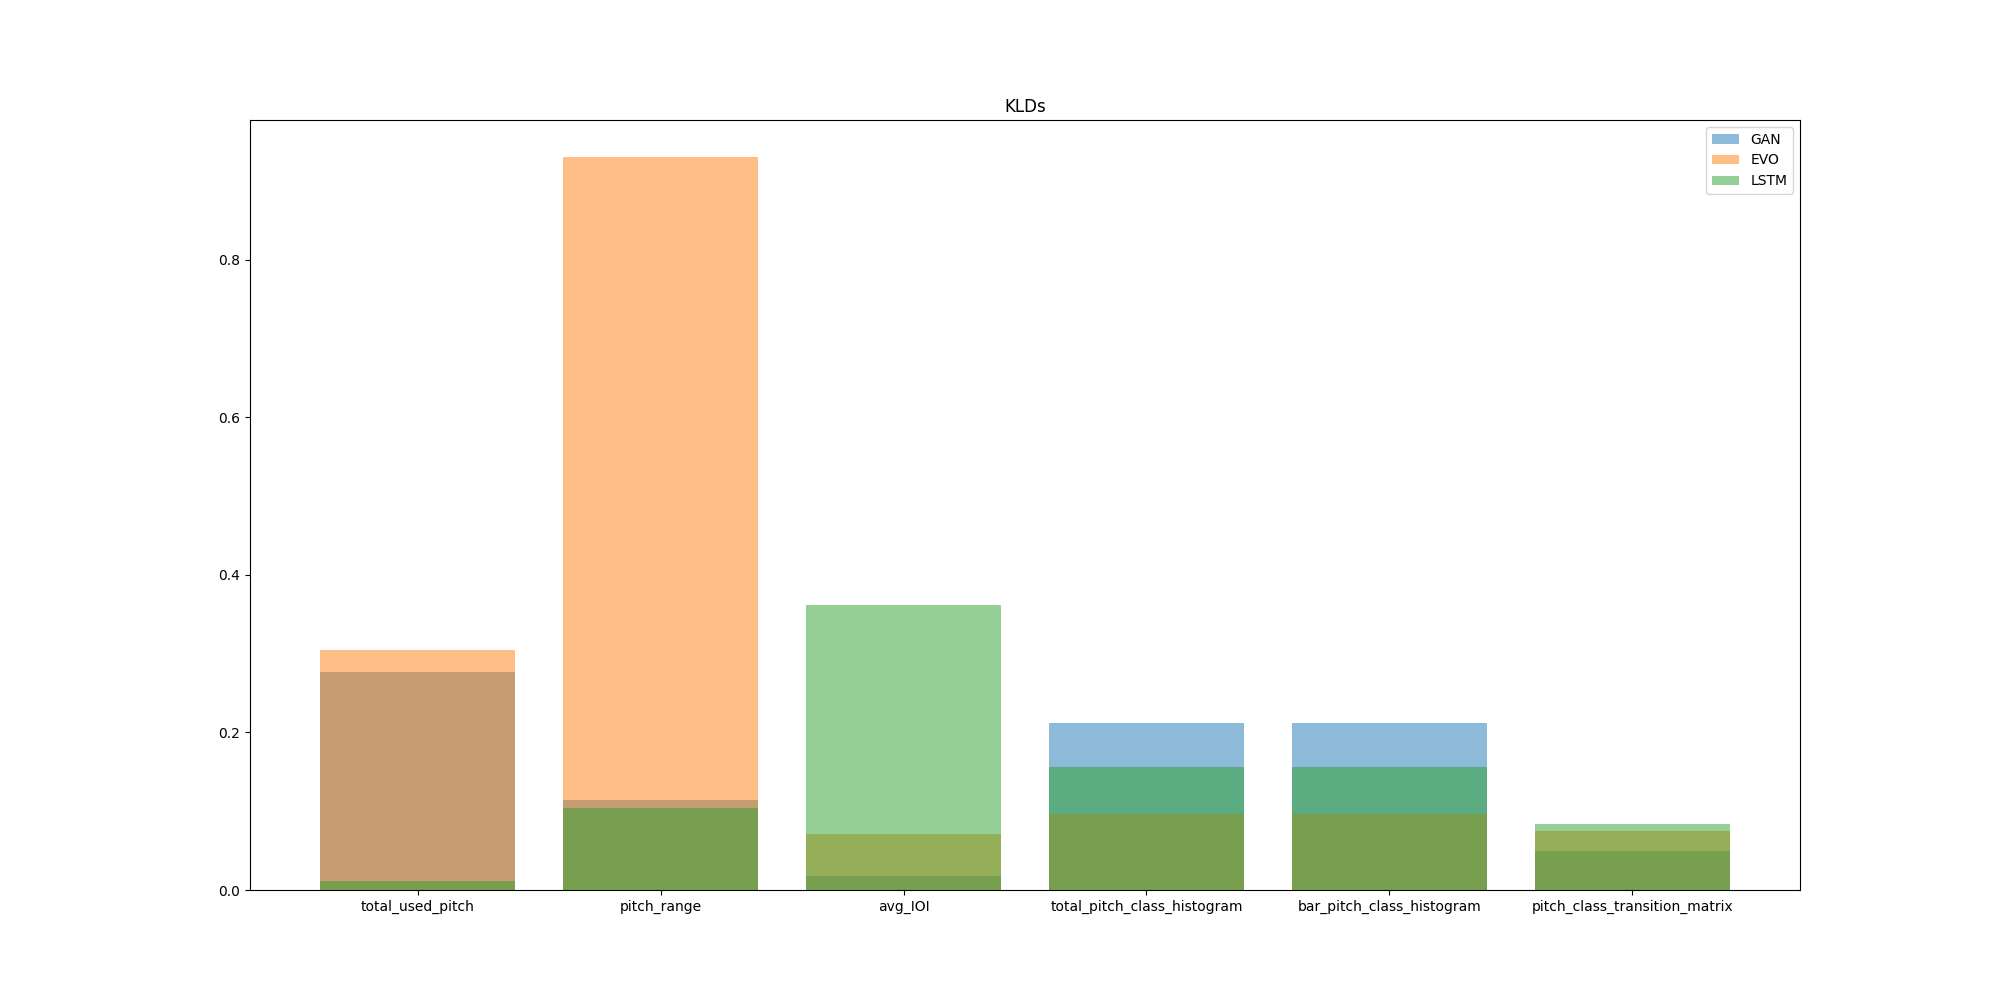 KLDs
GAN
EVO
LSTM
0.8
0.6
0.4
0.2
0.0
total_used_pitch pitch_range avg_IOI total_pitch_class_histogram bar_pitch_class_histogram pitch_class_transition_matrix